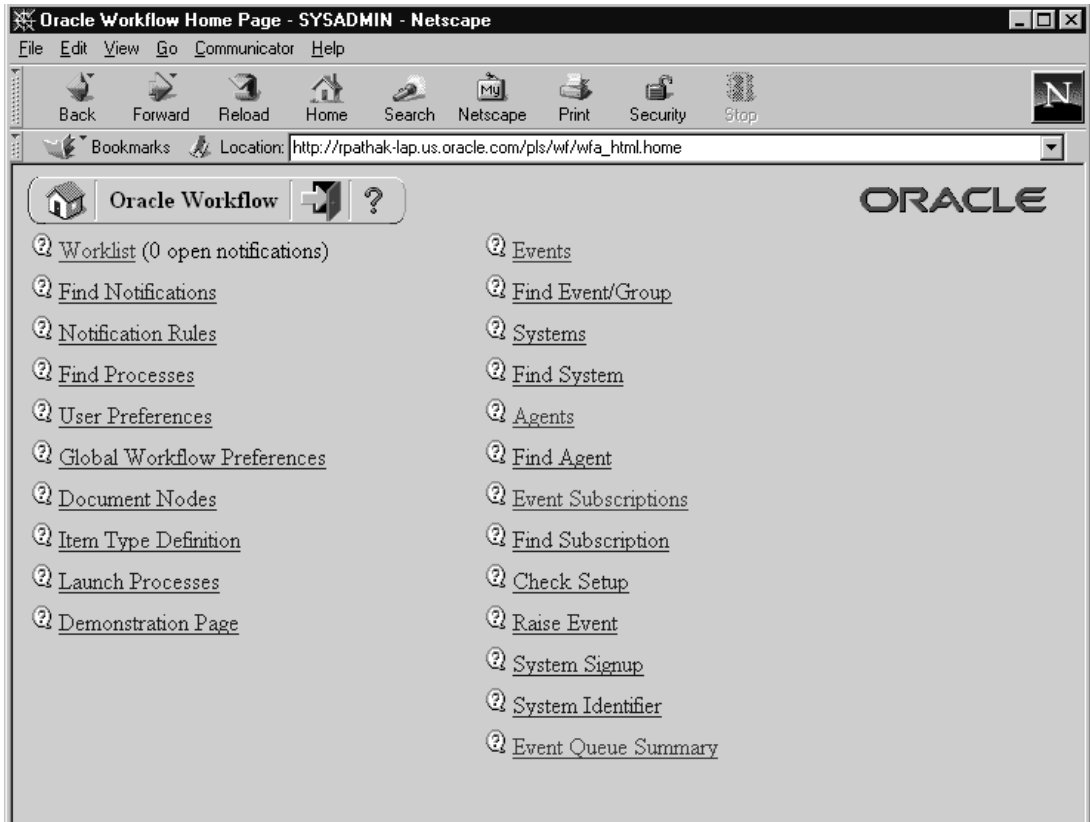 Oracle Workflow Home Page - SYSADMIN - Netscape
File Edit View Go Communicator Help
Back Forward Reload Home Search My Netscape Print Security Stop
N
Bookmarks Location: http://rpathak-lap.us.oracle.com/pls/wf/wfa_html.home
Oracle Workflow ?
ORACLE
? Worklist (0 open notifications)
? Find Notifications
? Notification Rules
? Find Processes
? User Preferences
? Global Workflow Preferences
? Document Nodes
? Item Type Definition
? Launch Processes
? Demonstration Page
? Events
? Find Event/Group
? Systems
? Find System
? Agents
? Find Agent
? Event Subscriptions
? Find Subscription
? Check Setup
? Raise Event
? System Signup
? System Identifier
? Event Queue Summary